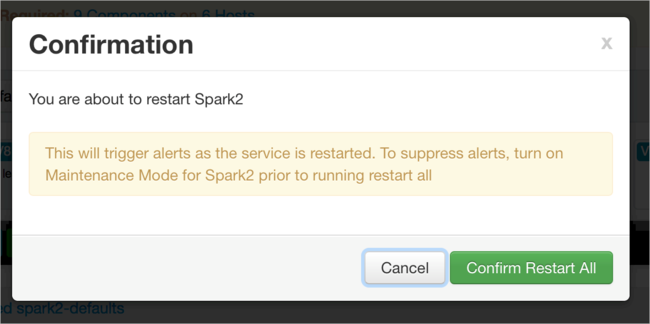 Required: 9 Components on 6 Hosts
Confirmation
x
You are about to restart Spark2
This will trigger alerts as the service is restarted. To suppress alerts, turn on
Maintenance Mode for Spark2 prior to running restart all
Cancel
Confirm Restart All
spark2-defaults